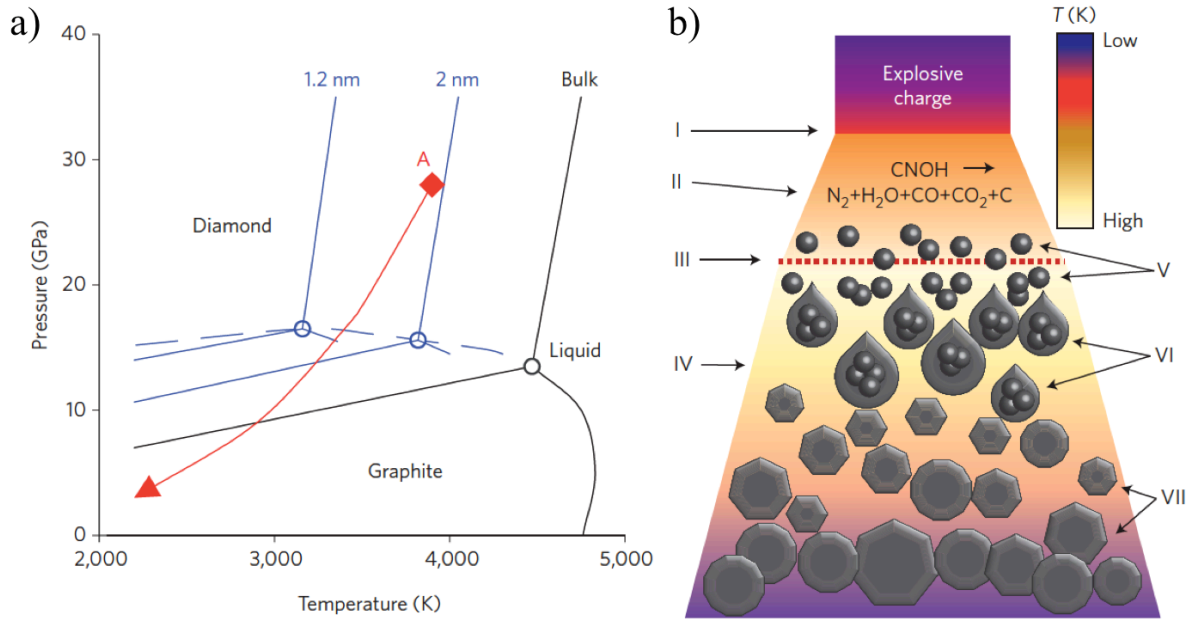 a)
40
30
20
10
0
Pressure (GPa)
2,000
3,000
4,000
5,000
Temperature (K)
1.2 nm
2 nm
Bulk
A
Diamond
Liquid
Graphite
b)
T (K)
Low
High
Explosive
charge
CNOH →
N₂+H₂O+CO+CO₂+C
I
II
III
IV
V
VI
VII